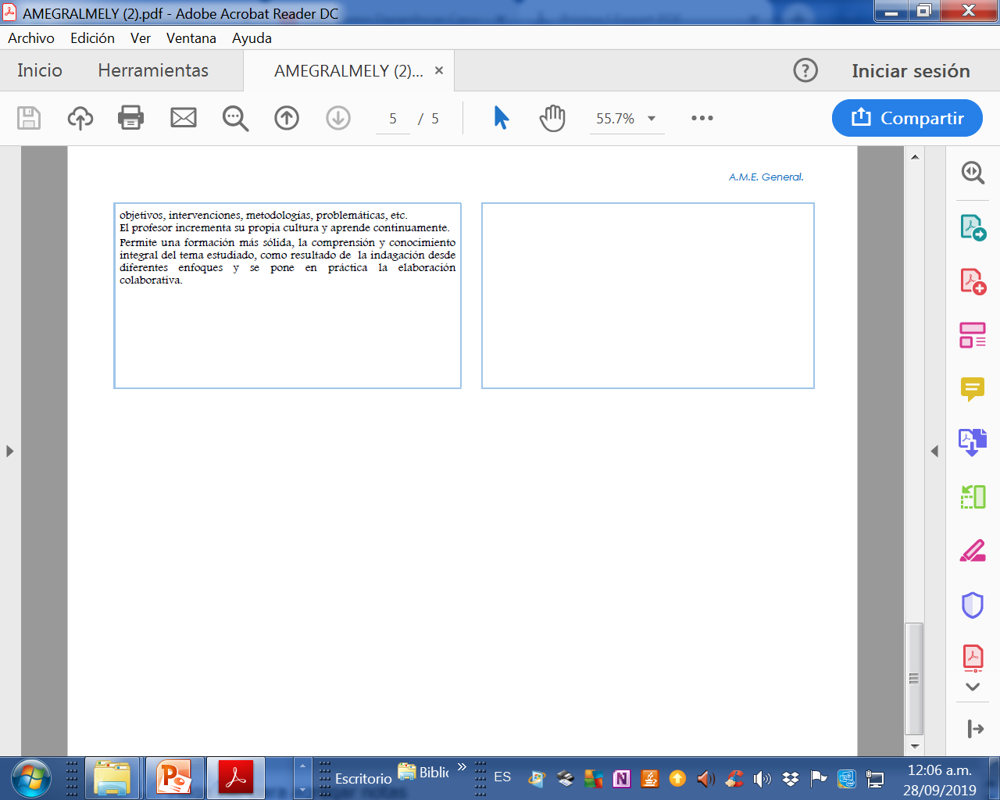 AMEGRALMELY (2).pdf - Adobe Acrobat Reader DC
Archivo Edición Ver Ventana Ayuda
Inicio Herramientas AMEGRALMELY (2)... × ? Iniciar sesión
5 / 5 55.7% Compartir
A.M.E. General.
objetivos, intervenciones, metodologías, problemáticas, etc.
El profesor incrementa su propia cultura y aprende continuamente.
Permite una formación más sólida, la comprensión y conocimiento
integral del tema estudiado, como resultado de la indagación desde
diferentes enfoques y se pone en práctica la elaboración
colaborativa.
Escritorio Biblic » ES 12:06 a.m.
28/09/2019